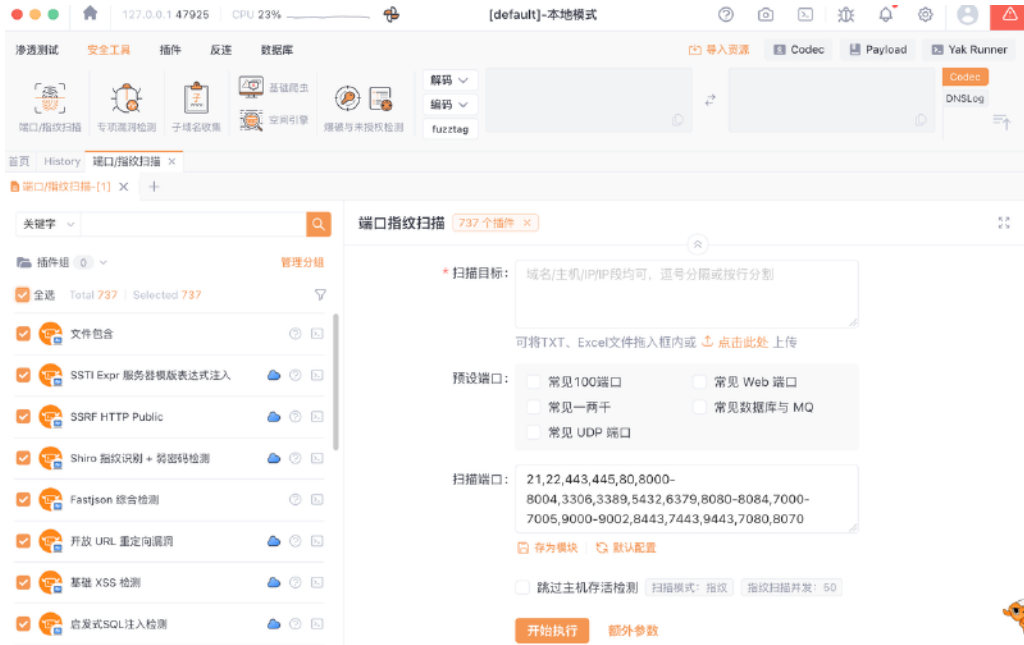 127.0.0.1 47925 CPU 23% [default]-本地模式
渗透测试 安全工具 插件 反连 数据库 导入资源 Codec Payload Yak Runner
解码 Codec
基础爬虫
编码 DNSLog
空间引擎
端口/指纹扫描 专项漏洞检测 子域名收集 爆破与未授权检测 fuzztag
首页 History 端口/指纹扫描
端口/指纹扫描-[1]
关键字
插件组 0 管理分组
全选 Total 737 Selected 737
文件包含
SSTI Expr 服务器模版表达式注入
SSRF HTTP Public
Shiro 指纹识别 + 弱密码检测
Fastjson 综合检测
开放 URL 重定向漏洞
基础 XSS 检测
启发式SQL注入检测
端口指纹扫描 737 个插件
* 扫描目标: 域名/主机/IP/IP段均可，逗号分隔或按行分割
可将TXT、Excel文件拖入框内或 点击此处 上传
预设端口: 常见100端口 常见 Web 端口
常见一两千 常见数据库与 MQ
常见 UDP 端口
扫描端口: 21,22,443,445,80,8000-
8004,3306,3389,5432,6379,8080-8084,7000-
7005,9000-9002,8443,7443,9443,7080,8070
存为模块 默认配置
跳过主机存活检测 扫描模式: 指纹 指纹扫描并发: 50
开始执行 额外参数